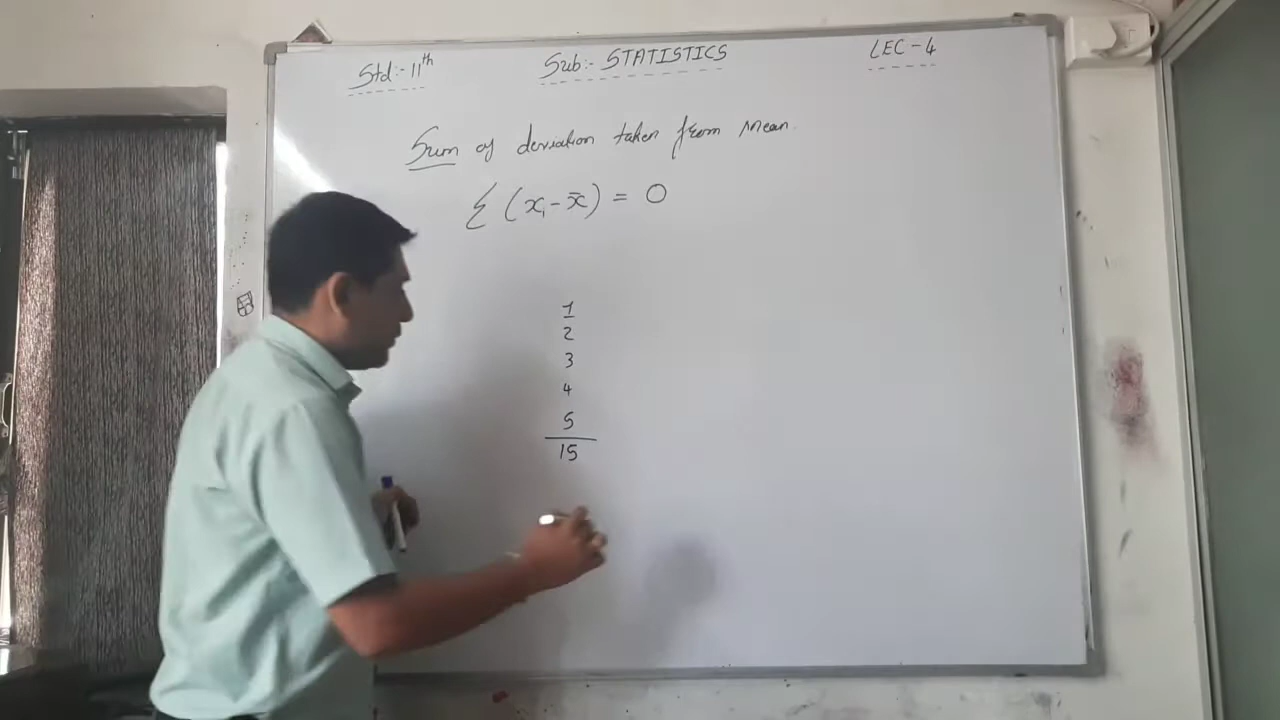 Std:- 11th
Sub:- STATISTICS
LEC-4
Sum of deviation taken from mean.
Σ (xᵢ - x̄) = 0
1
2
3
4
5
15